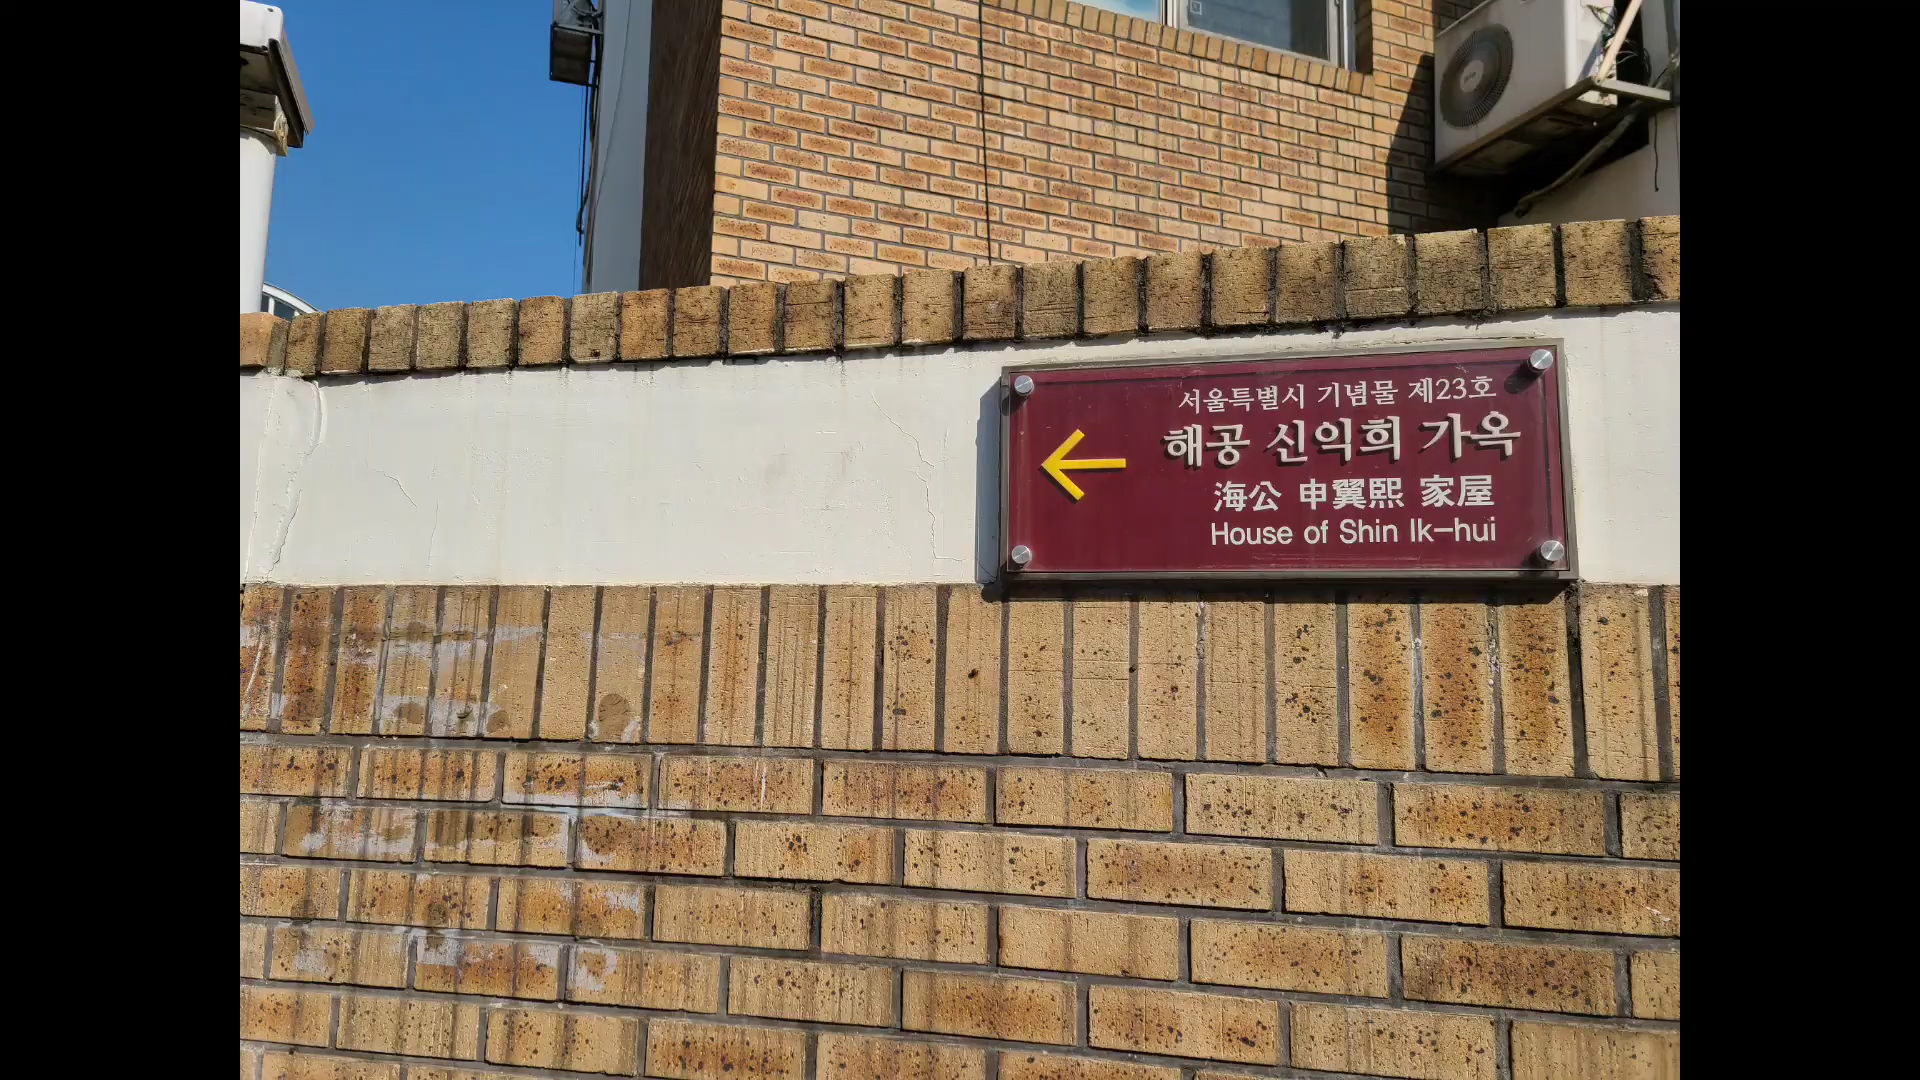 서울특별시 기념물 제23호
해공 신익희 가옥
海公 申翼熙 家屋
House of Shin Ik-hui